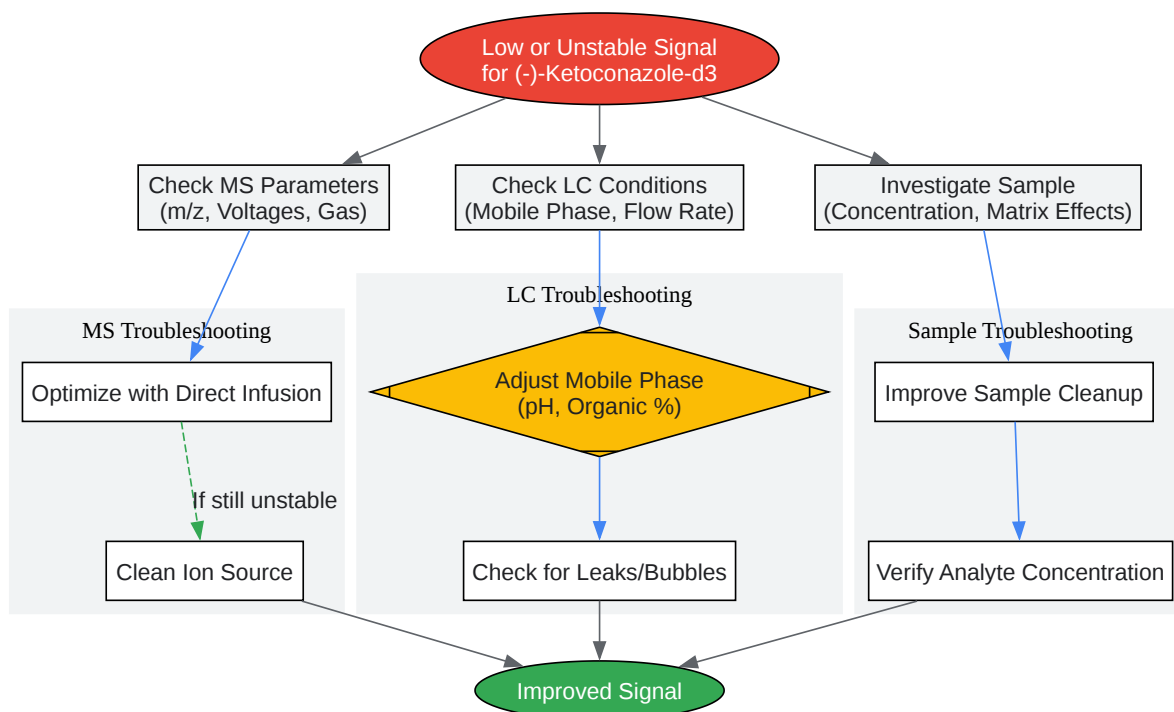 Low or Unstable Signal
for (-)-Ketoconazole-d3
Check MS Parameters
(m/z, Voltages, Gas)
Check LC Conditions
(Mobile Phase, Flow Rate)
Investigate Sample
(Concentration, Matrix Effects)
MS Troubleshooting
LC Troubleshooting
Sample Troubleshooting
Optimize with Direct Infusion
Adjust Mobile Phase
(pH, Organic %)
Improve Sample Cleanup
If still unstable
Clean Ion Source
Check for Leaks/Bubbles
Verify Analyte Concentration
Improved Signal